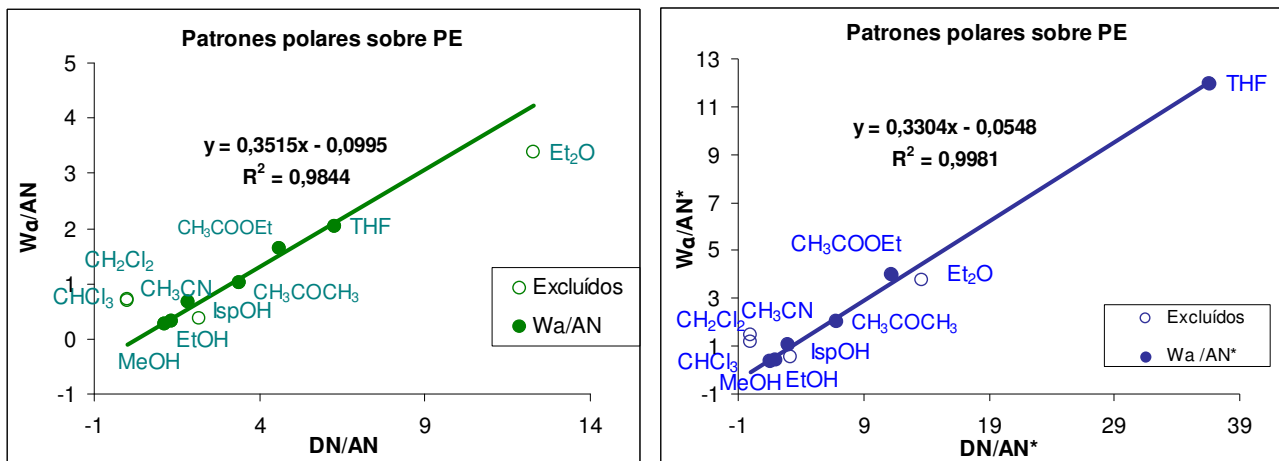 Patrones polares sobre PE
5
4
3
2
1
0
-1
Wa/AN
y = 0,3515x - 0,0995
R² = 0,9844
Et₂O
CH₃COOEt
THF
CH₂Cl₂
CHCl₃
CH₃CN
CH₃COCH₃
IspOH
EtOH
MeOH
Excluídos
Wa/AN
-1
4
9
14
DN/AN
Patrones polares sobre PE
13
11
9
7
5
3
1
-1
Wa/AN*
THF
y = 0,3304x - 0,0548
R² = 0,9981
CH₃COOEt
Et₂O
CH₃CN
CH₂Cl₂
CH₃COCH₃
CHCl₃
IspOH
MeOH
EtOH
Excluídos
Wa /AN*
-1
9
19
29
39
DN/AN*